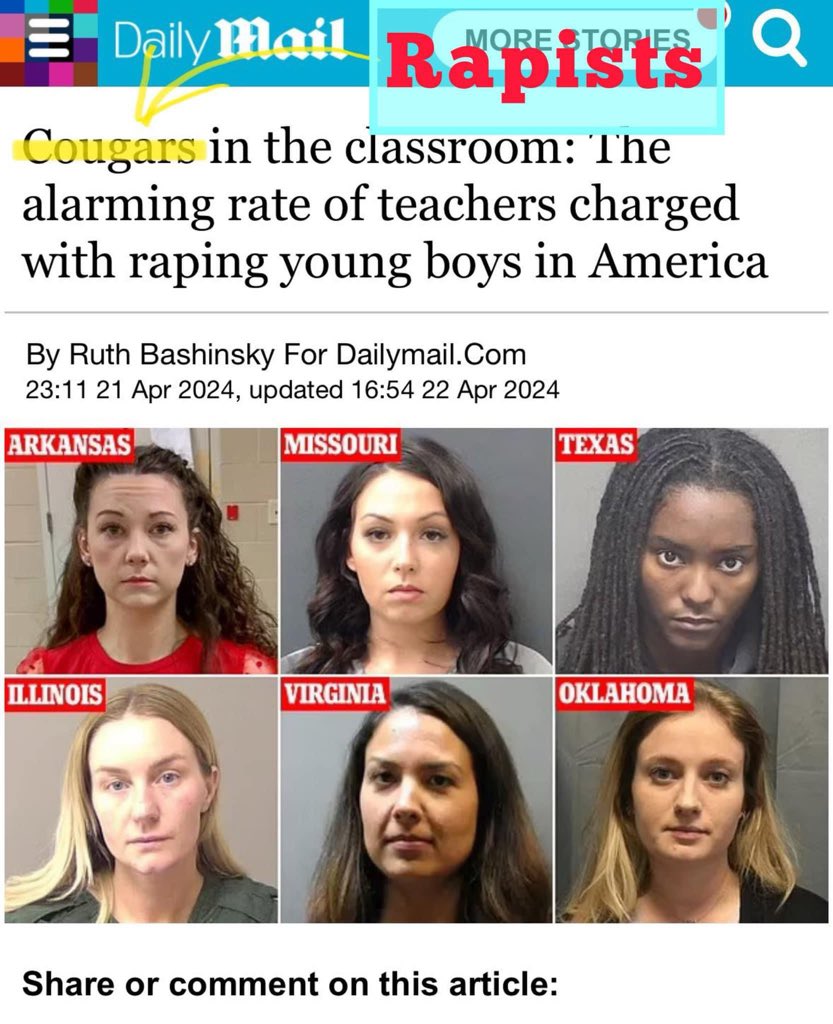 Daily Mail
MORE STORIES
Rapists
Cougars in the classroom: The
alarming rate of teachers charged
with raping young boys in America
By Ruth Bashinsky For Dailymail.Com
23:11 21 Apr 2024, updated 16:54 22 Apr 2024
ARKANSAS
MISSOURI
TEXAS
ILLINOIS
VIRGINIA
OKLAHOMA
Share or comment on this article: